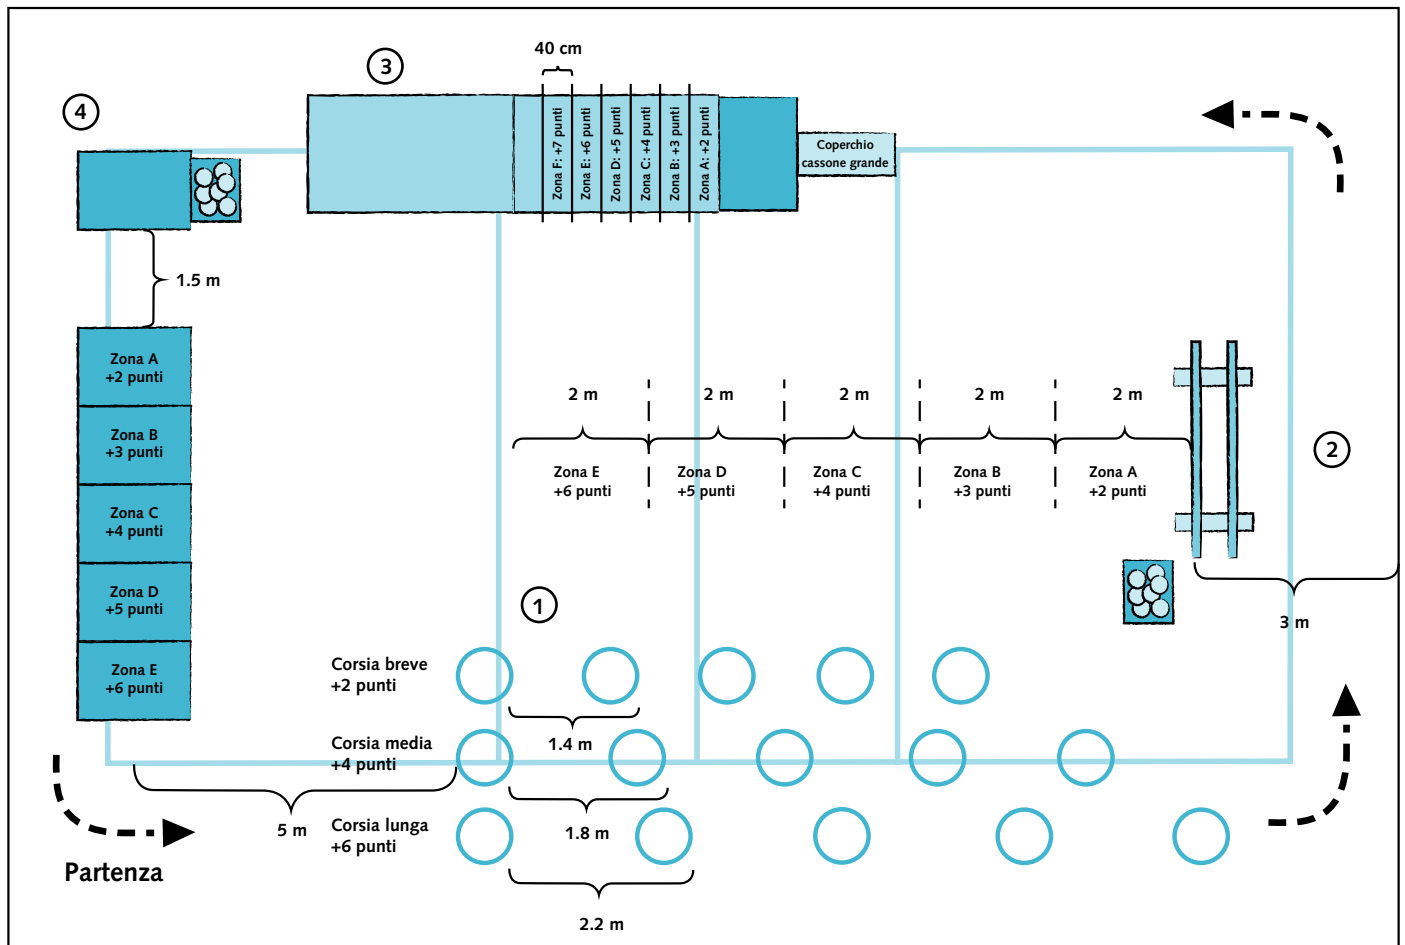 40 cm
3
4
Zona F: +7 punti
Zona E: +6 punti
Zona D: +5 punti
Zona C: +4 punti
Zona B: +3 punti
Zona A: +2 punti
Coperchio
cassone grande
1.5 m
Zona A
+2 punti
Zona B
+3 punti
Zona C
+4 punti
Zona D
+5 punti
Zona E
+6 punti
2 m
2 m
2 m
2 m
2 m
Zona E
+6 punti
Zona D
+5 punti
Zona C
+4 punti
Zona B
+3 punti
Zona A
+2 punti
2
3 m
1
Corsia breve
+2 punti
1.4 m
Corsia media
+4 punti
1.8 m
5 m
Corsia lunga
+6 punti
2.2 m
Partenza